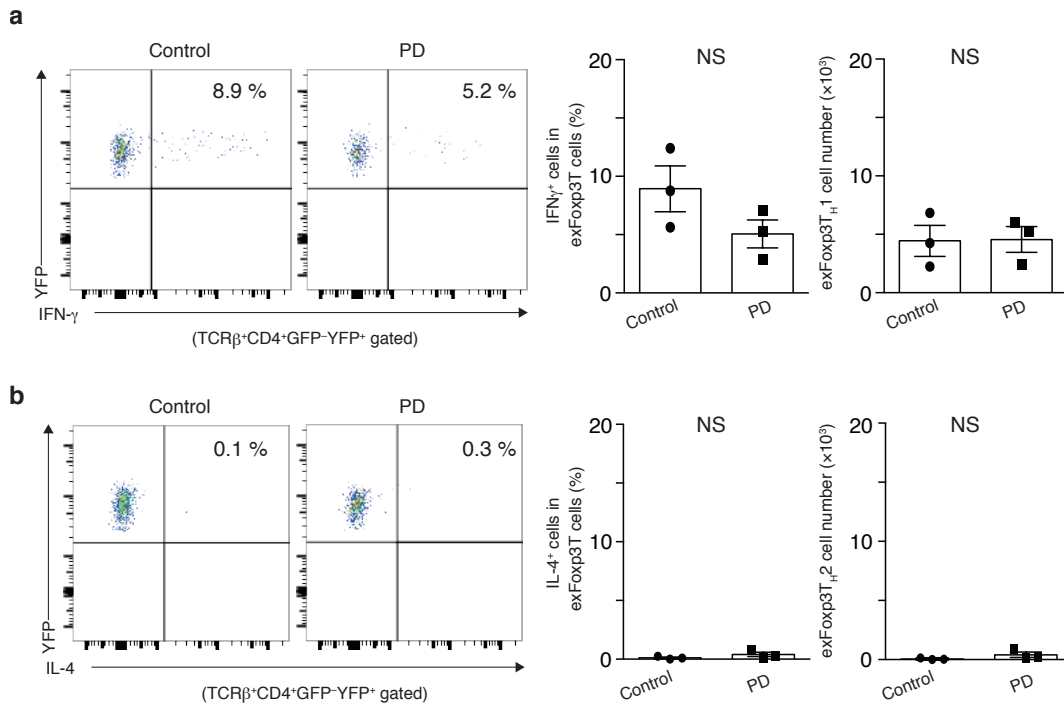 a
Control
PD
8.9 %
5.2 %
YFP
IFN-γ
(TCRβ⁺CD4⁺GFP⁻YFP⁺ gated)
NS
20
10
0
IFNγ⁺ cells in
exFoxp3T cells (%)
Control
PD
NS
20
10
0
exFoxp3T_H1 cell number (×10³)
Control
PD
b
Control
PD
0.1 %
0.3 %
YFP
IL-4
(TCRβ⁺CD4⁺GFP⁻YFP⁺ gated)
NS
20
10
0
IL-4⁺ cells in
exFoxp3T cells (%)
Control
PD
NS
20
10
0
exFoxp3T_H2 cell number (×10³)
Control
PD